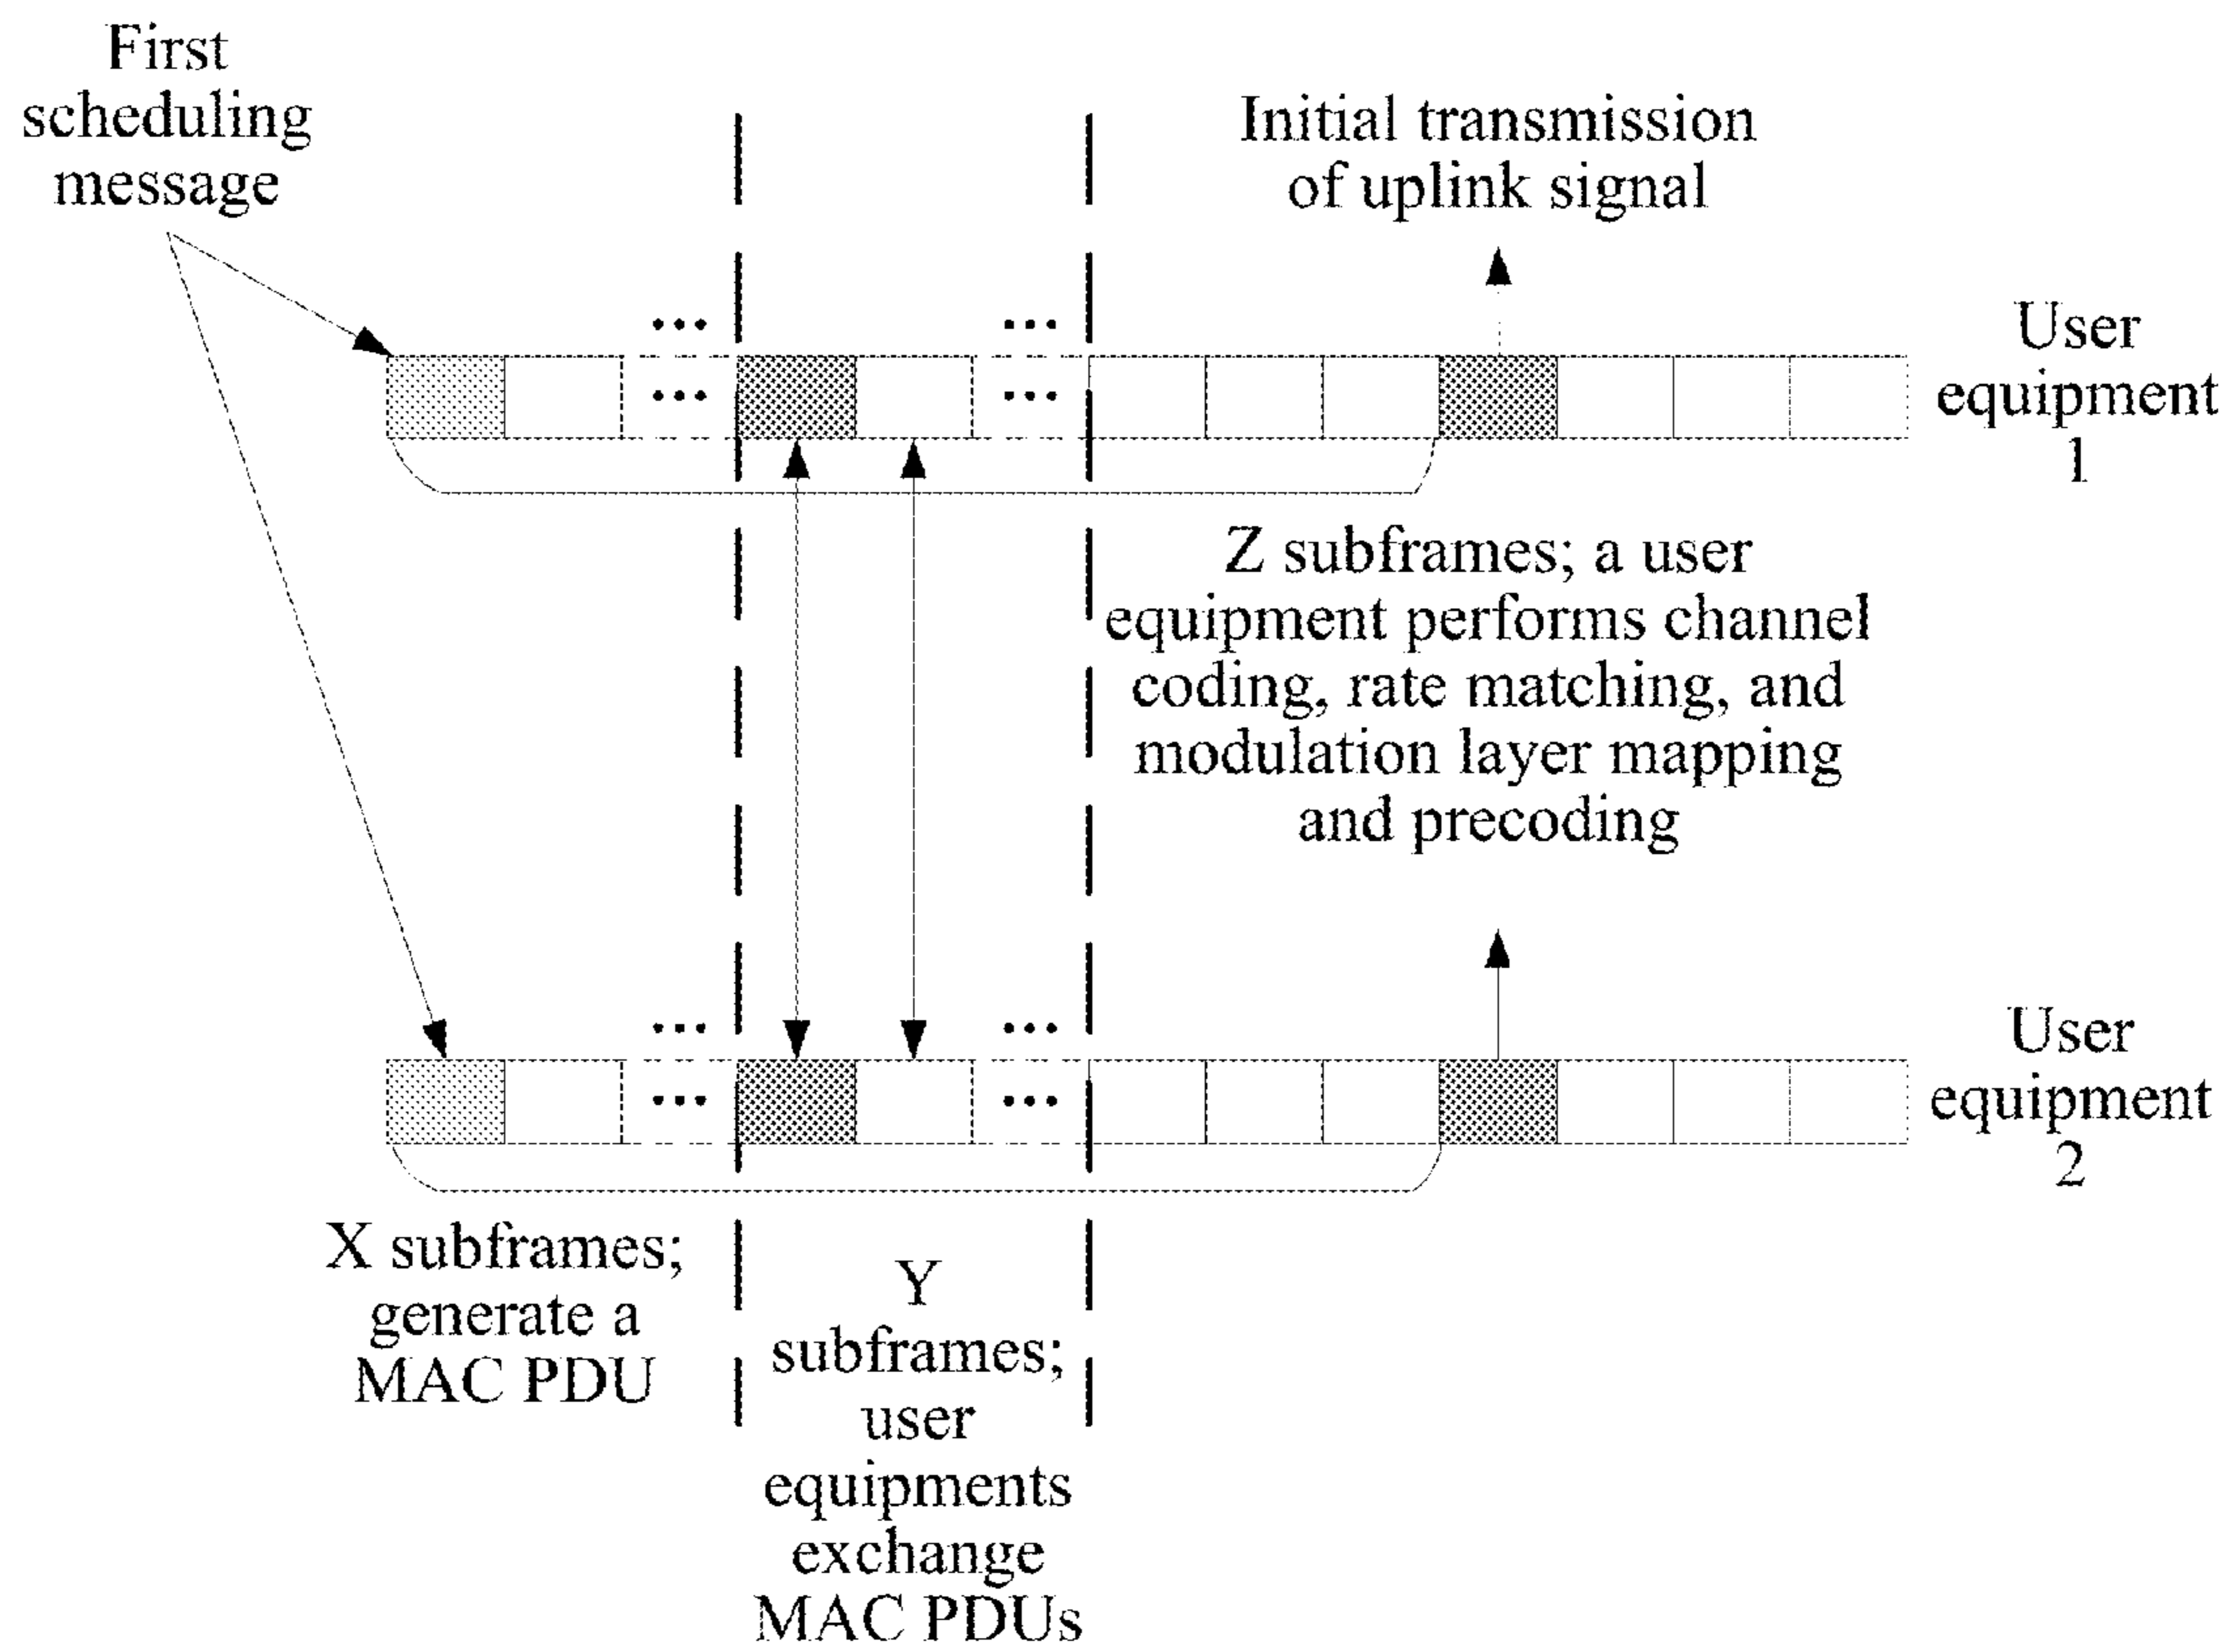 First
scheduling
message
Initial transmission
of uplink signal
... ...
... ...
User
equipment
1
Z subframes; a user
equipment performs channel
coding, rate matching, and
modulation layer mapping
and precoding
... ...
... ...
User
equipment
2
X subframes;
generate a
MAC PDU
Y
subframes;
user
equipments
exchange
MAC PDUs